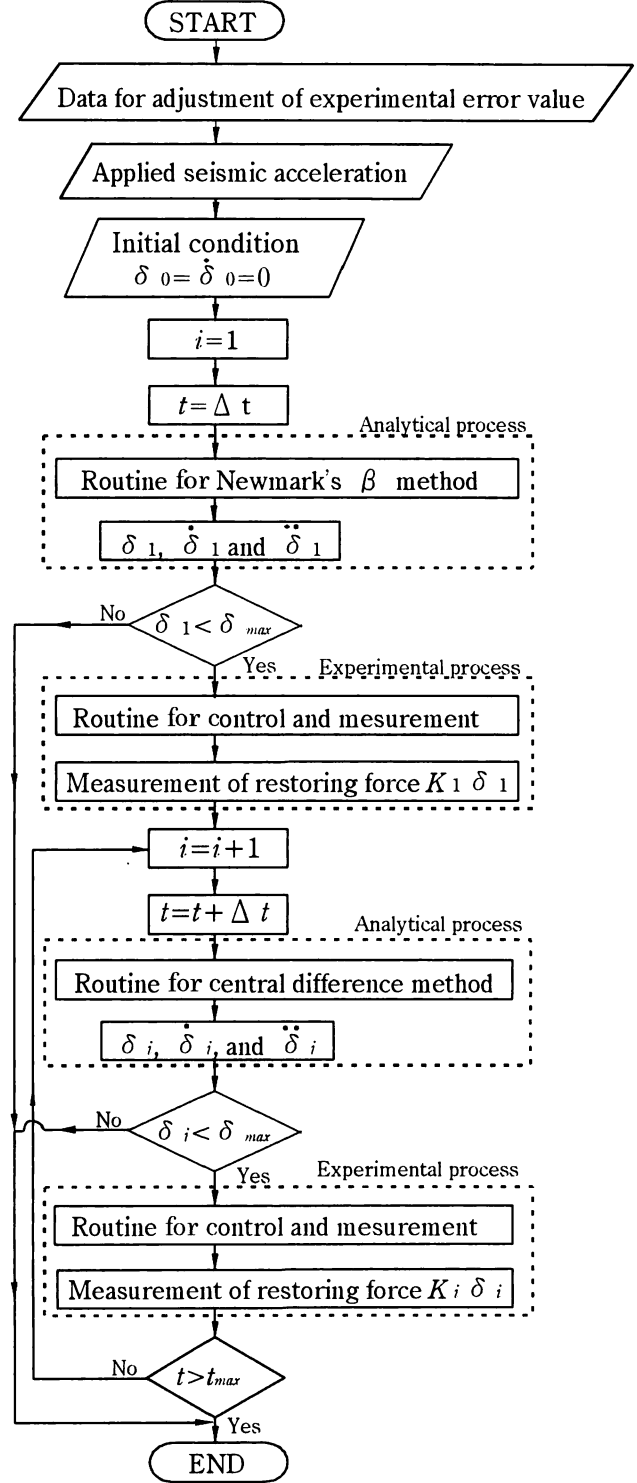 START
Data for adjustment of experimental error value
Applied seismic acceleration
Initial condition
δ 0= δ̇ 0=0
i=1
t=Δ t
Analytical process
Routine for Newmark's β method
δ 1, δ̇ 1 and δ̈ 1
No
δ 1< δ max
Yes
Experimental process
Routine for control and mesurement
Measurement of restoring force K 1 δ 1
i=i+1
t=t+ Δ t
Analytical process
Routine for central difference method
δ i, δ̇ i, and δ̈ i
No
δ i< δ max
Yes
Experimental process
Routine for control and mesurement
Measurement of restoring force K i δ i
No
t>tmax
Yes
END